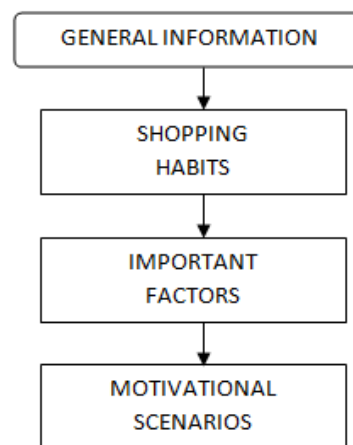 GENERAL INFORMATION
SHOPPING
HABITS
IMPORTANT
FACTORS
MOTIVATIONAL
SCENARIOS